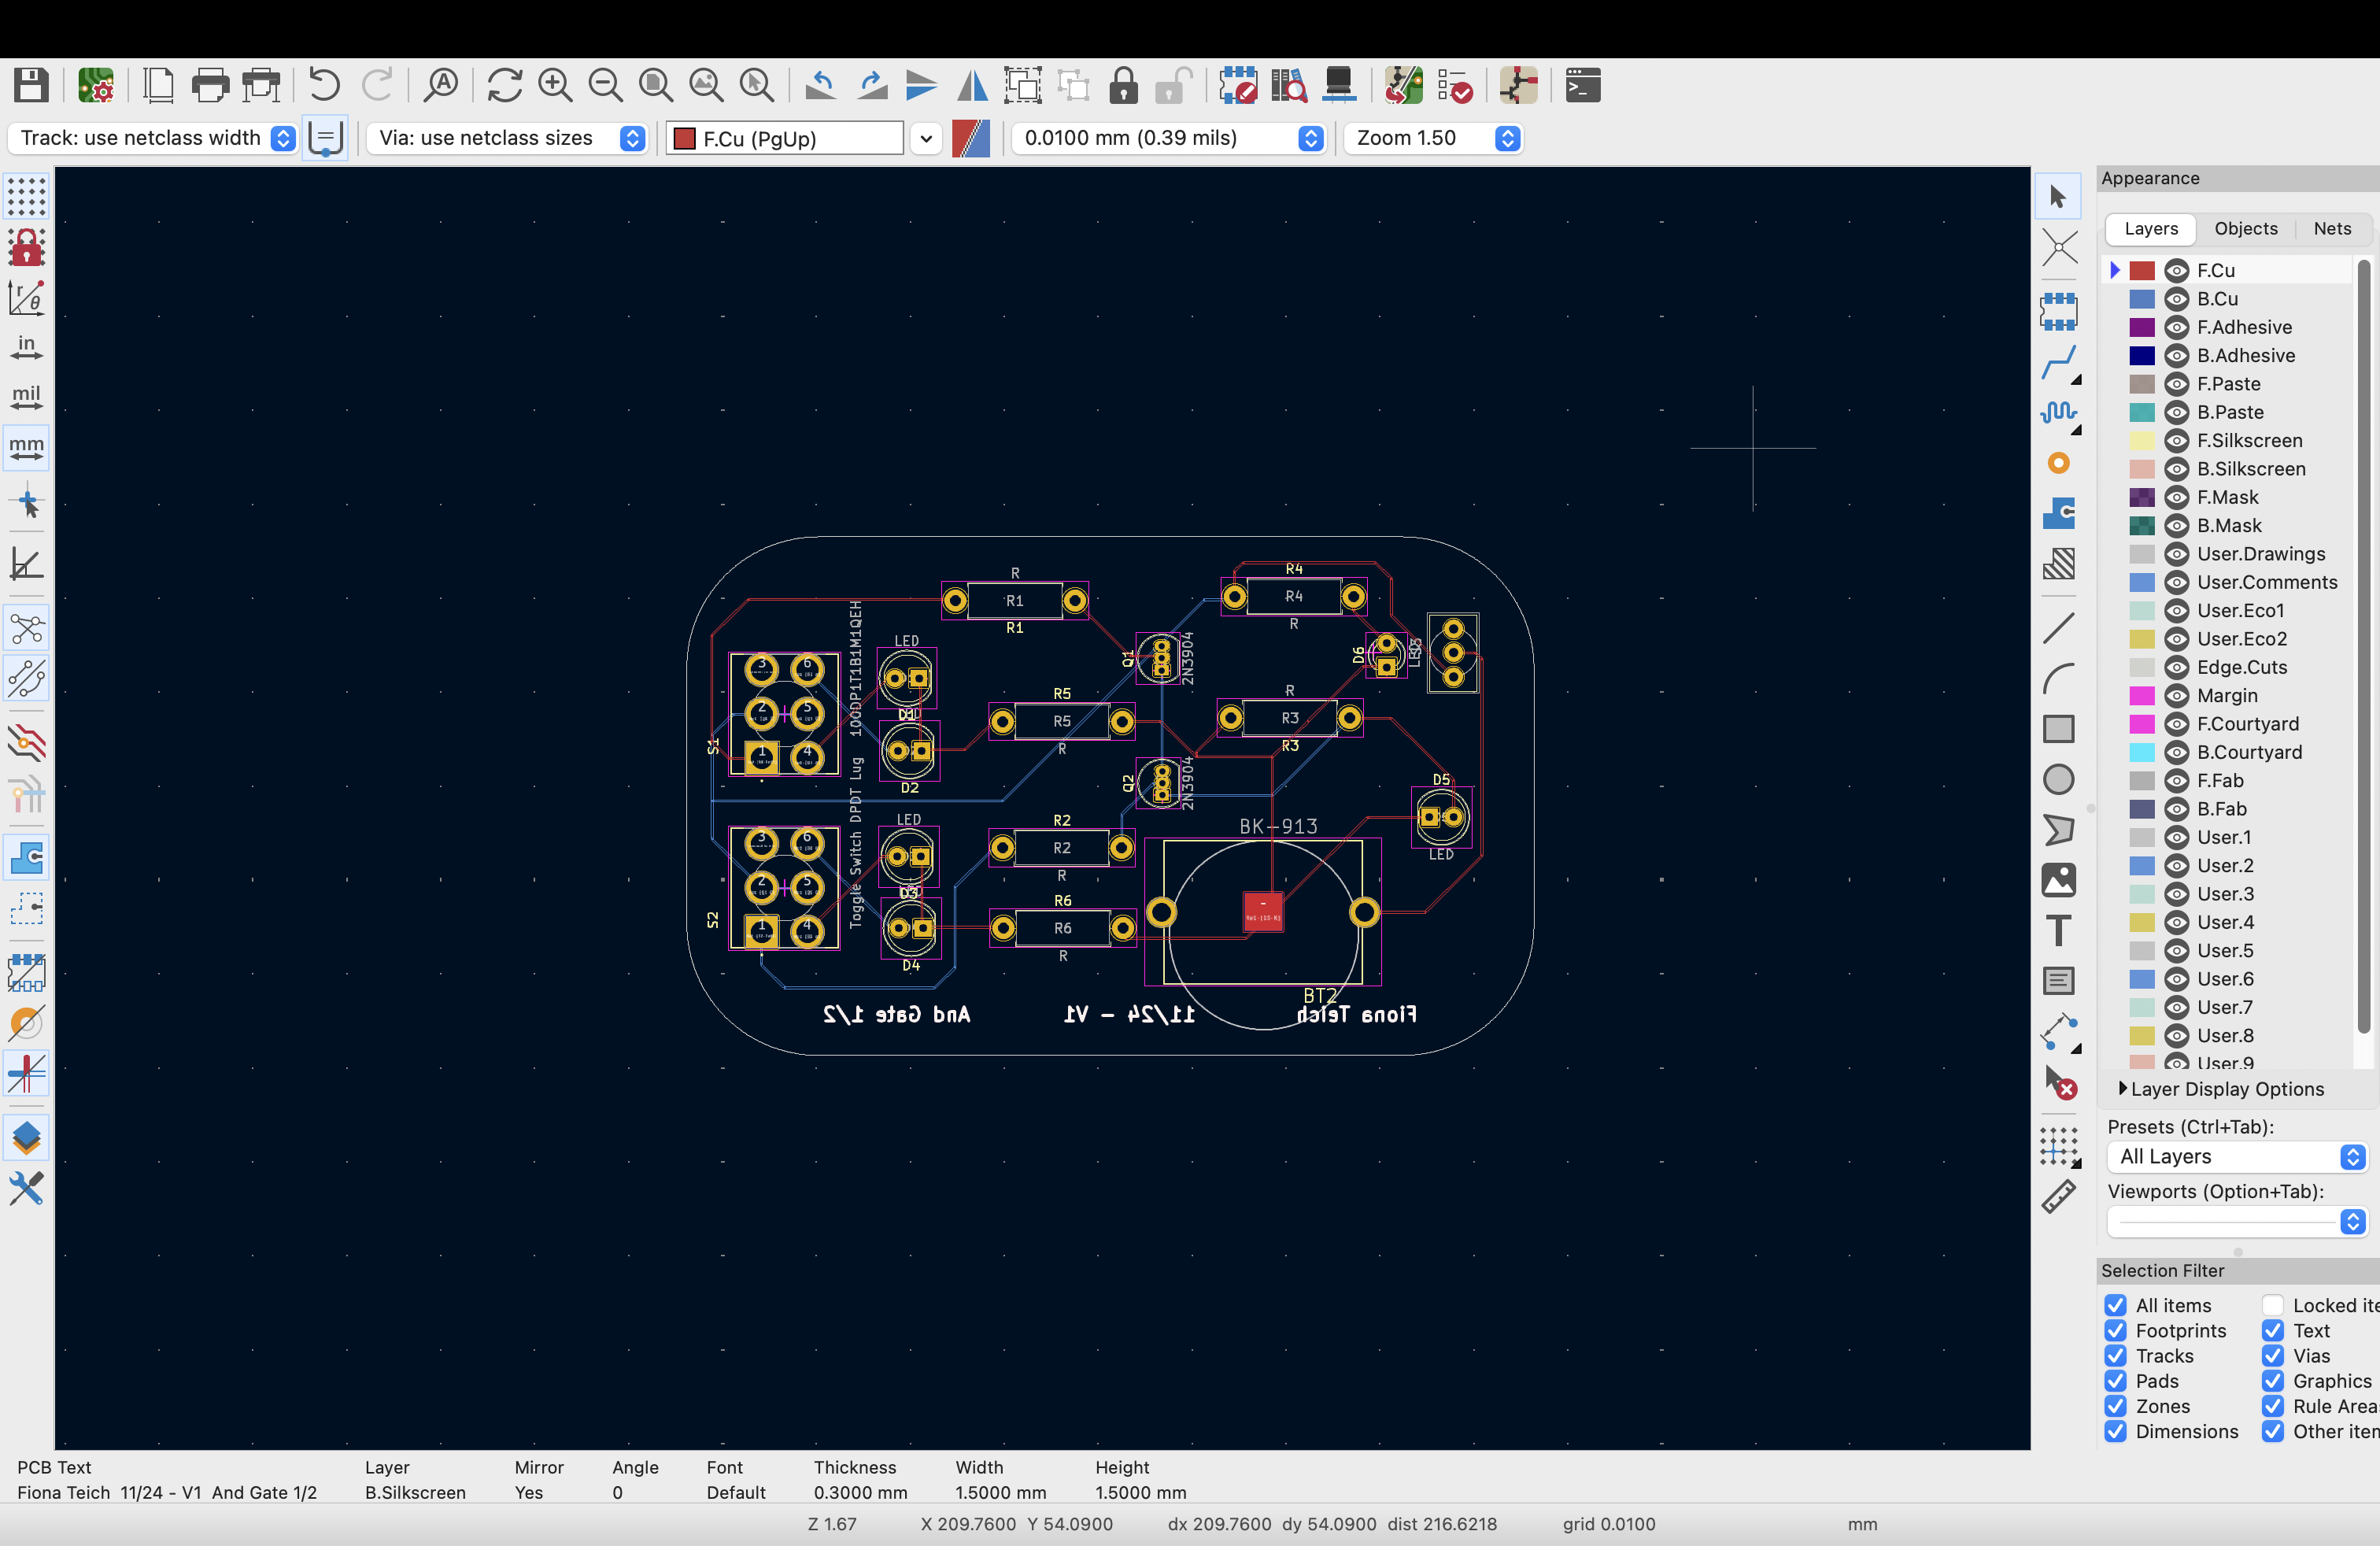 Track: use netclass width
Via: use netclass sizes
F.Cu (PgUp)
0.0100 mm (0.39 mils)
Zoom 1.50
in
mil
mm
R
R1
R1
R4
R4
R
LED
D1
LED
D2
R5
R5
R
Q1
2N3904
D6
LED
R
R3
R3
S1
3
6
2
5
1
4
Toggle Switch DPDT Lug 100DP1T1B1M1QEH
Q2
2N3904
D5
LED
LED
D3
D4
R2
R2
R
R6
R6
R
S2
3
6
2
5
1
4
BK-913
-
BT2
And Gate 1/2
11/24 - V1
Fiona Teich
Appearance
Layers
Objects
Nets
F.Cu
B.Cu
F.Adhesive
B.Adhesive
F.Paste
B.Paste
F.Silkscreen
B.Silkscreen
F.Mask
B.Mask
User.Drawings
User.Comments
User.Eco1
User.Eco2
Edge.Cuts
Margin
F.Courtyard
B.Courtyard
F.Fab
B.Fab
User.1
User.2
User.3
User.4
User.5
User.6
User.7
User.8
User.9
Layer Display Options
Presets (Ctrl+Tab):
All Layers
Viewports (Option+Tab):
Selection Filter
All items
Locked ite
Footprints
Text
Tracks
Vias
Pads
Graphics
Zones
Rule Area
Dimensions
Other iten
PCB Text
Layer
Mirror
Angle
Font
Thickness
Width
Height
Fiona Teich 11/24 - V1 And Gate 1/2
B.Silkscreen
Yes
0
Default
0.3000 mm
1.5000 mm
1.5000 mm
Z 1.67
X 209.7600 Y 54.0900
dx 209.7600 dy 54.0900 dist 216.6218
grid 0.0100
mm